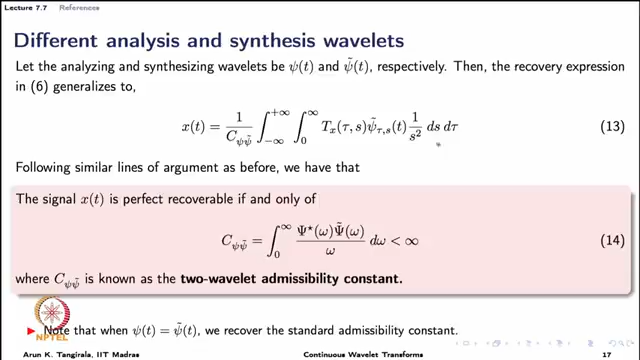 Lecture 7.7 References
Different analysis and synthesis wavelets
Let the analyzing and synthesizing wavelets be ψ(t) and ψ̃(t), respectively. Then, the recovery expression
in (6) generalizes to,
x(t) = 1/C_{ψψ̃} ∫_{−∞}^{+∞} ∫_0^∞ T_x(τ, s)ψ̃_{τ,s}(t) 1/s² ds dτ (13)
Following similar lines of argument as before, we have that
The signal x(t) is perfect recoverable if and only of
C_{ψψ̃} = ∫_0^∞ Ψ*(ω)Ψ̃(ω)/ω dω < ∞ (14)
where C_{ψψ̃} is known as the two-wavelet admissibility constant.
▶ Note that when ψ(t) = ψ̃(t), we recover the standard admissibility constant.
NPTEL
Arun K. Tangirala, IIT Madras Continuous Wavelet Transforms 17